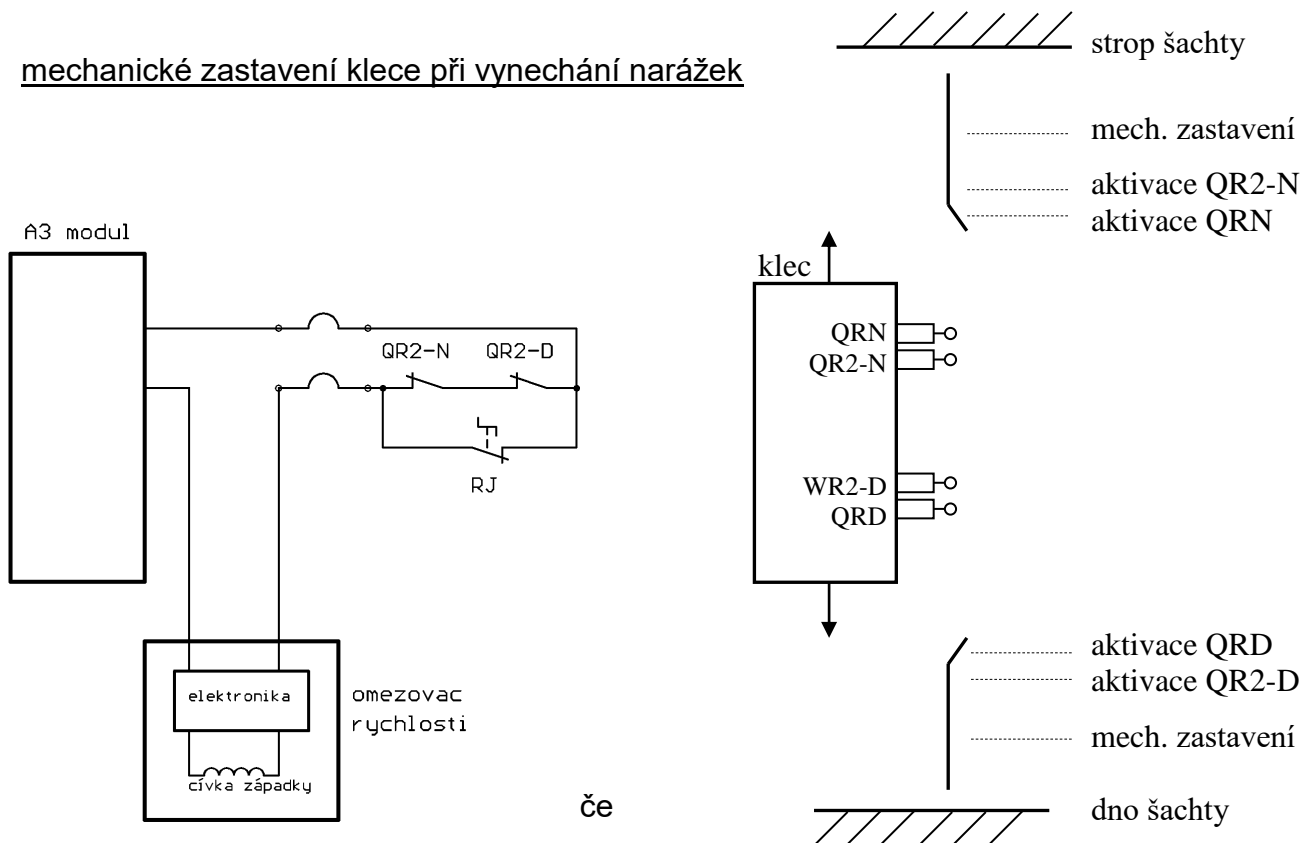 mechanické zastavení klece při vynechání narážek
strop šachty
mech. zastavení
aktivace QR2-N
aktivace QRN
A3 modul
klec
QRN
QR2-N
QR2-N
QR2-D
RJ
WR2-D
QRD
aktivace QRD
aktivace QR2-D
mech. zastavení
elektronika
omezovac
rychlosti
cívka západky
če
dno šachty